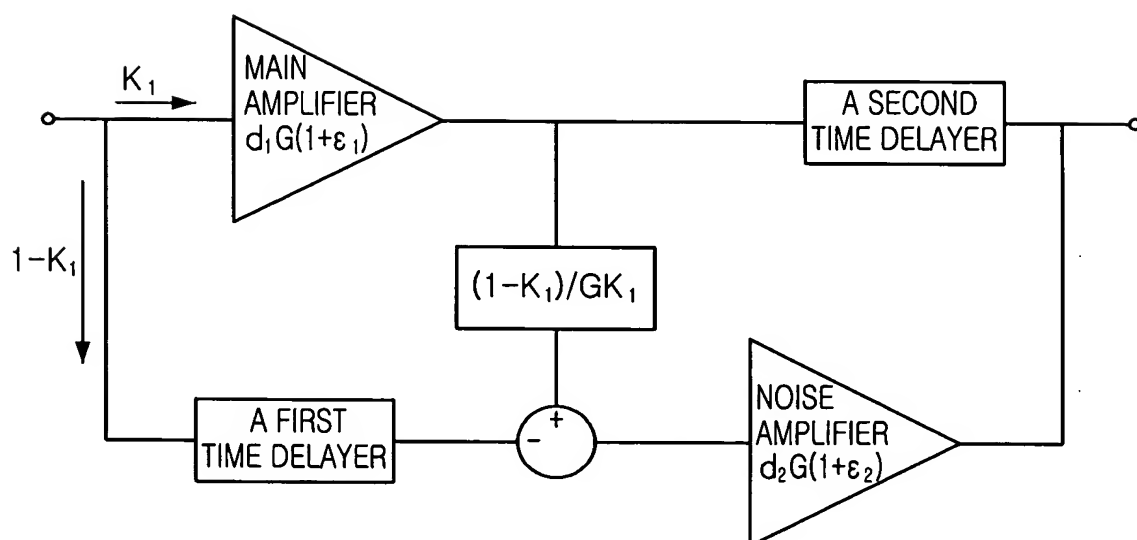 K₁
MAIN
AMPLIFIER
d₁G(1+ε₁)
A SECOND
TIME DELAYER
1-K₁
(1-K₁)/GK₁
A FIRST
TIME DELAYER
+
-
NOISE
AMPLIFIER
d₂G(1+ε₂)